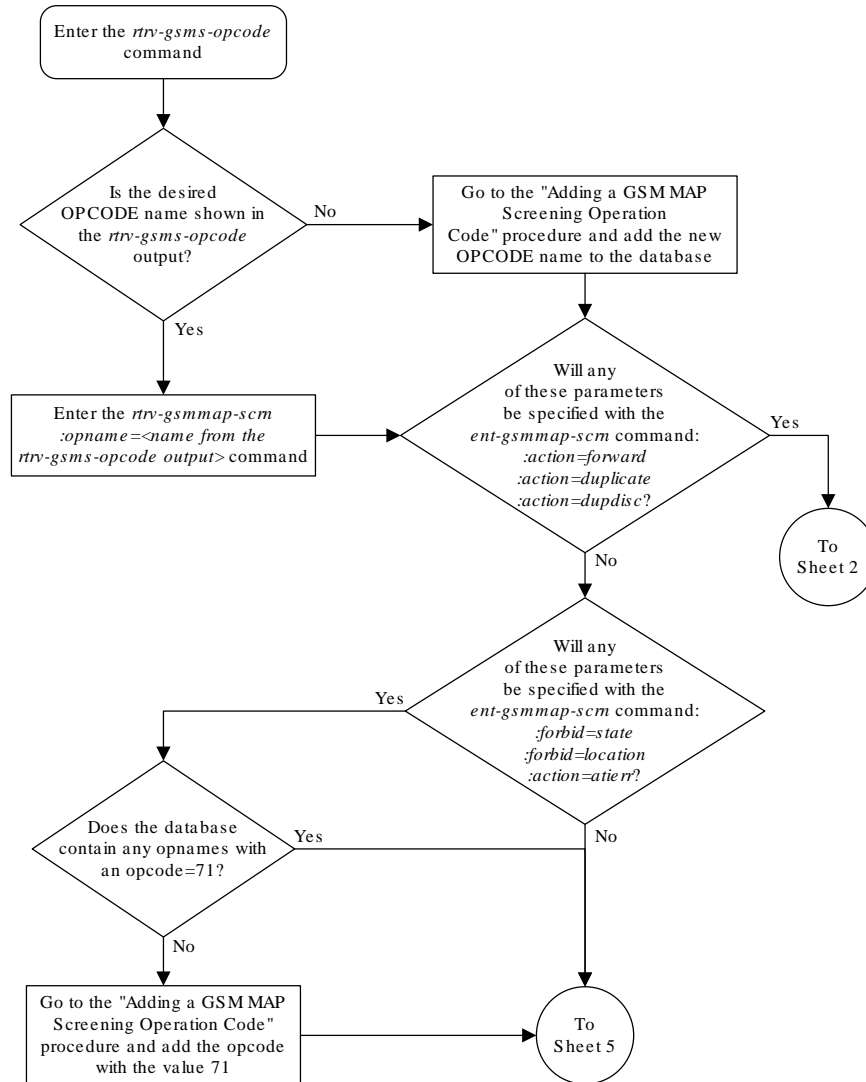 Enter the rtrv-gsms-opcode
command
Is the desired
OPCODE name shown in
the rtrv-gsms-opcode
output?
No
Yes
Go to the "Adding a GSM MAP
Screening Operation
Code" procedure and add the new
OPCODE name to the database
Enter the rtrv-gsmmap-scrn
:opname=<name from the
rtrv-gsms-opcode output> command
Will any
of these parameters
be specified with the
ent-gsmmap-scrn command:
:action=forward
:action=duplicate
:action=dupdisc?
Yes
No
To
Sheet 2
Will any
of these parameters
be specified with the
ent-gsmmap-scrn command:
:forbid=state
:forbid=location
:action=atierr?
Yes
No
Does the database
contain any opnames with
an opcode=71?
Yes
No
Go to the "Adding a GSM MAP
Screening Operation Code"
procedure and add the opcode
with the value 71
To
Sheet 5